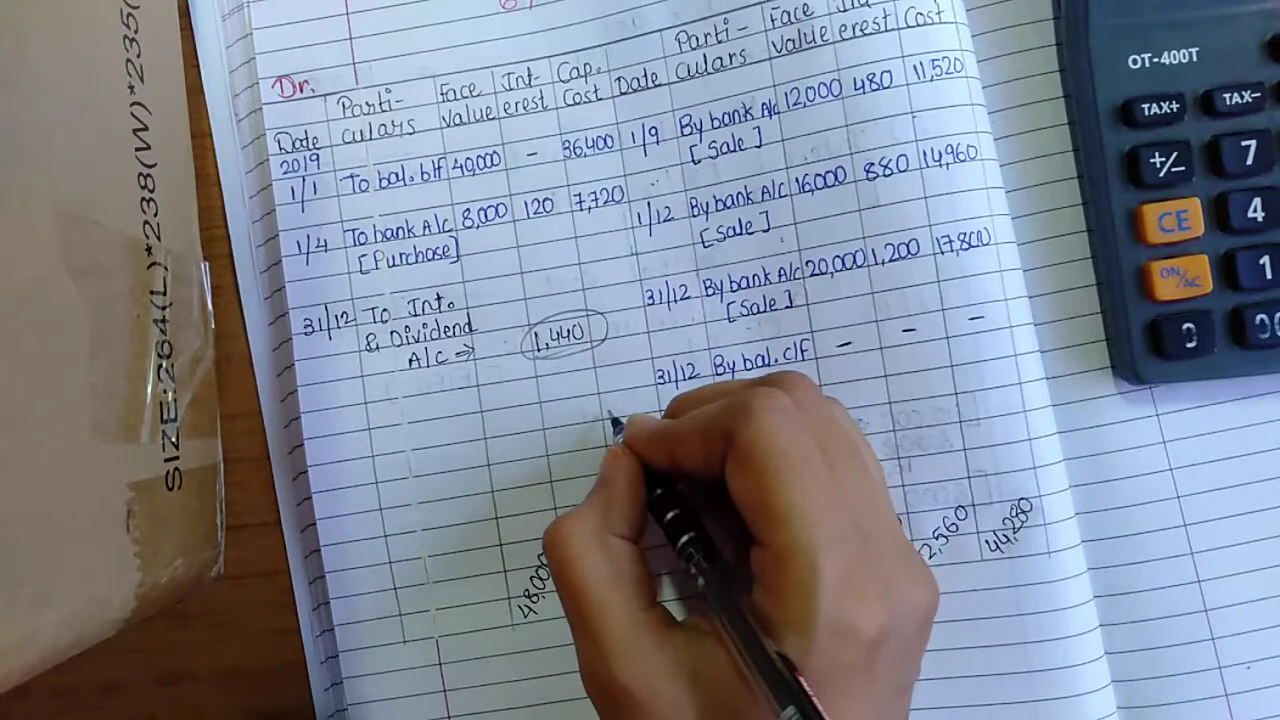 SIZE:264(L)*238(W)*235(
Dr.
Date Parti- culars Face value Int- erest Cap. Cost Date Parti- culars Face value erest Cost
2019
1/1 To bal. b/f 40,000 - 36,400 1/9 By bank A/c 12,000 480 11,520
[Sale]
1/4 To bank A/c 8,000 120 7,720 1/12 By bank A/c 16,000 880 14,960
[Purchase] [Sale]
31/12 To Int. 31/12 By bank A/c 20,000 1,200 17,800
& Dividend [Sale]
A/c ⇒ 1,440 31/12 By bal. c/f - - -
48,000 2,560 44,280
OT-400T
TAX+ TAX-
+/- 7
CE 4
ON/AC 1
0 00